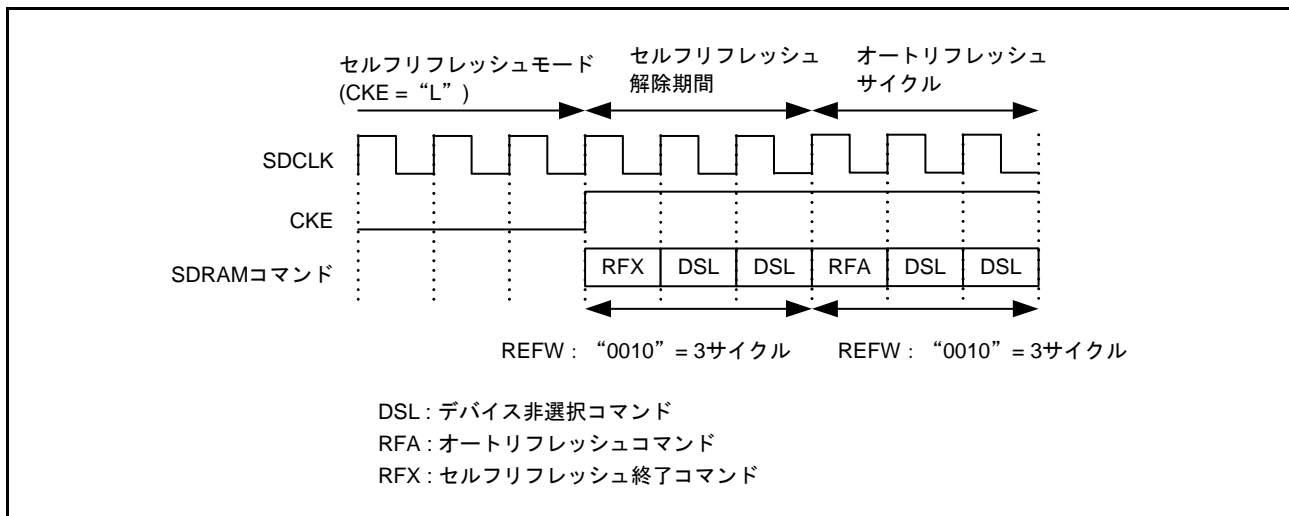 セルフリフレッシュモード
(CKE = “L” )
セルフリフレッシュ
解除期間
オートリフレッシュ
サイクル
SDCLK
CKE
SDRAMコマンド
RFX DSL DSL RFA DSL DSL
REFW : “0010” = 3サイクル REFW : “0010” = 3サイクル
DSL : デバイス非選択コマンド
RFA : オートリフレッシュコマンド
RFX : セルフリフレッシュ終了コマンド